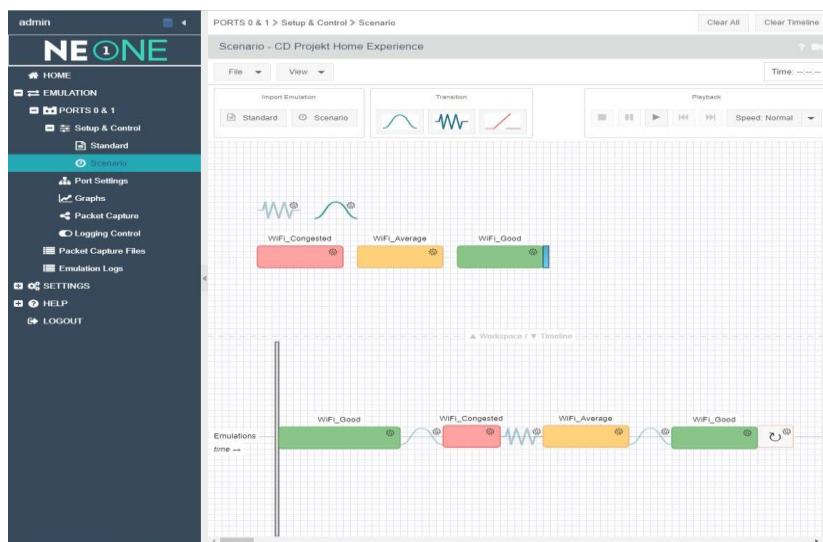 admin
NE1NE
HOME
EMULATION
PORTS 0 & 1
Setup & Control
Standard
Scenario
Port Settings
Graphs
Packet Capture
Logging Control
Packet Capture Files
Emulation Logs
SETTINGS
HELP
LOGOUT
PORTS 0 & 1 > Setup & Control > Scenario
Clear All
Clear Timeline
Scenario - CD Projekt Home Experience
File
View
Time: --:--:--
Import Emulation
Standard
Scenario
Transition
Playback
Speed: Normal
WiFi_Congested
WiFi_Average
WiFi_Good
▲ Workspace / ▼ Timeline
WiFi_Good
WiFi_Congested
WiFi_Average
WiFi_Good
Emulations
time --